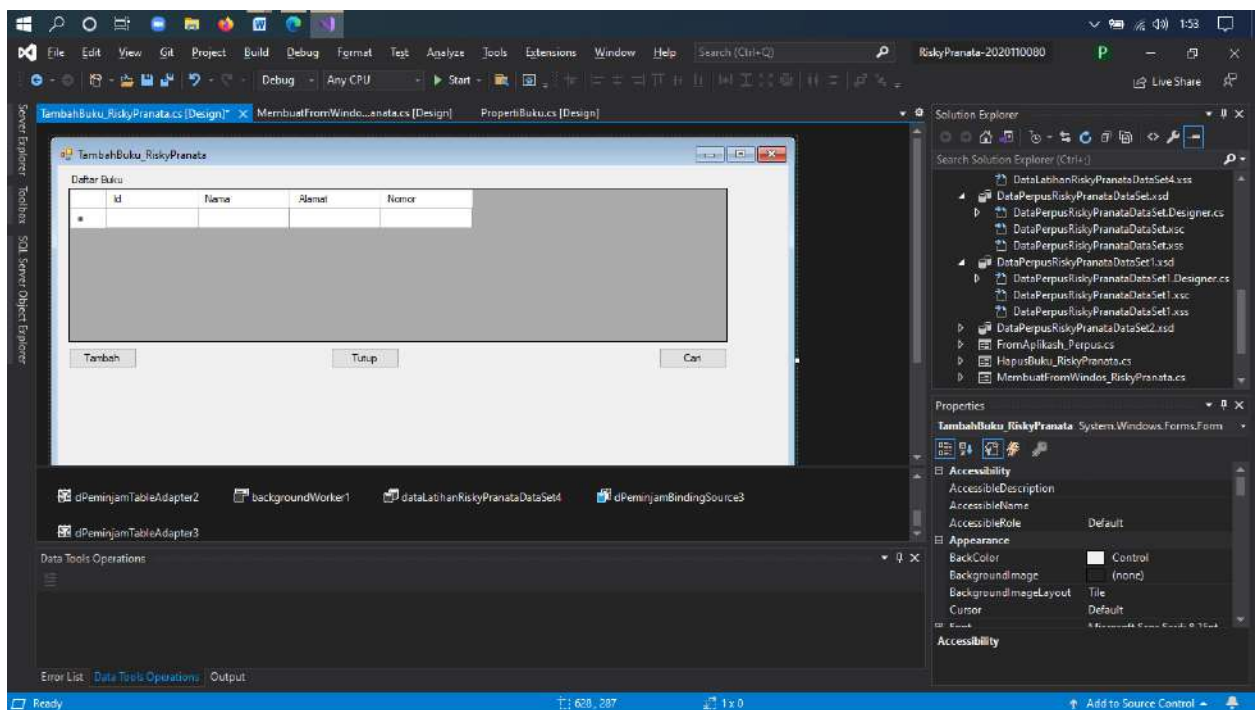 1:53
File Edit View Git Project Build Debug Format Test Analyze Tools Extensions Window Help Search (Ctrl+Q) RiskyPranata-2020110080 P
Debug Any CPU Start Live Share
TambahBuku_RiskyPranata.cs [Design]* MembuatFromWindo...anata.cs [Design] PropertiBuku.cs [Design]
Server Explorer
Toolbox
SQL Server Object Explorer
TambahBuku_RiskyPranata
Daftar Buku
Id Nama Alamat Nomor
Tambah Tutup Cari
dPeminjamTableAdapter2 backgroundWorker1 dataLatihanRiskyPranataDataSet4 dPeminjamBindingSource3
dPeminjamTableAdapter3
Data Tools Operations
Error List Data Tools Operations Output
Solution Explorer
Search Solution Explorer (Ctrl+;)
DataLatihanRiskyPranataDataSet4.xss
DataPerpusRiskyPranataDataSet.xsd
DataPerpusRiskyPranataDataSet.Designer.cs
DataPerpusRiskyPranataDataSet.xsc
DataPerpusRiskyPranataDataSet.xss
DataPerpusRiskyPranataDataSet1.xsd
DataPerpusRiskyPranataDataSet1.Designer.cs
DataPerpusRiskyPranataDataSet1.xsc
DataPerpusRiskyPranataDataSet1.xss
DataPerpusRiskyPranataDataSet2.xsd
FromAplikash_Perpus.cs
HapusBuku_RiskyPranata.cs
MembuatFromWindos_RiskyPranata.cs
Properties
TambahBuku_RiskyPranata System.Windows.Forms.Form
Accessibility
AccessibleDescription
AccessibleName
AccessibleRole Default
Appearance
BackColor Control
BackgroundImage (none)
BackgroundImageLayout Tile
Cursor Default
Accessibility
Ready 628, 287 1 x 0 Add to Source Control